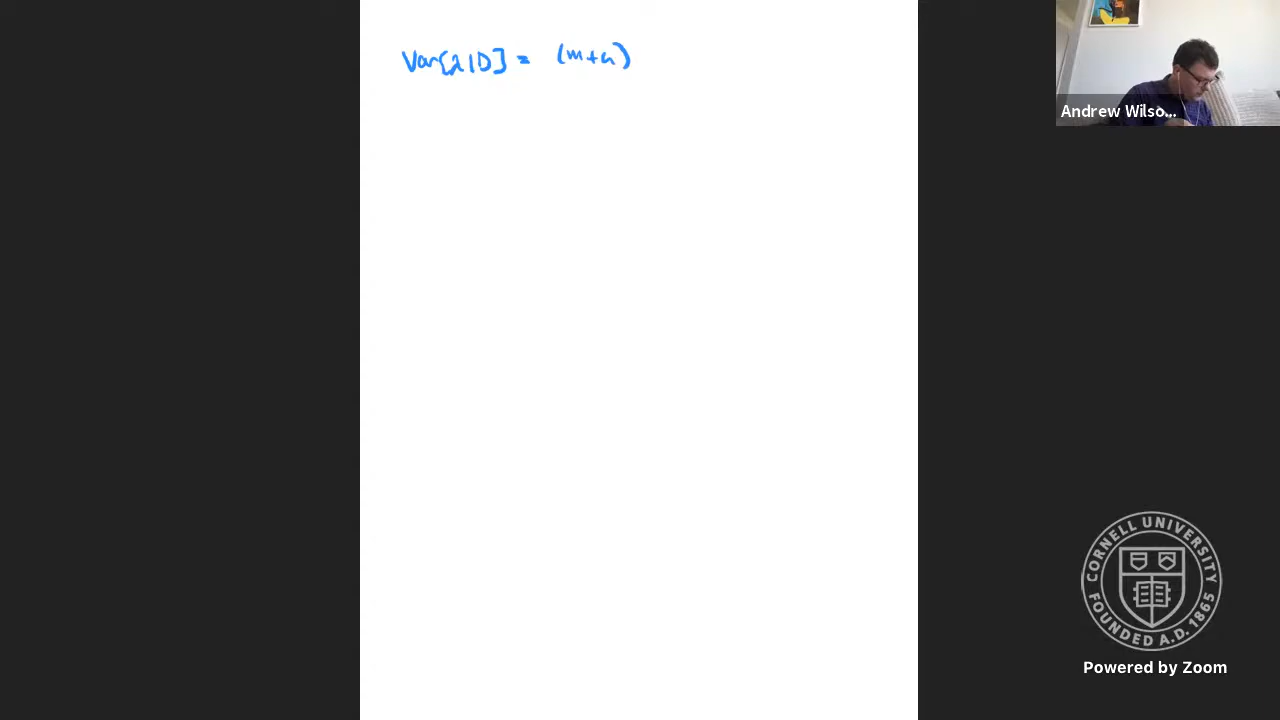 Var[λ|D] = (m+a)
Andrew Wilso...
CORNELL UNIVERSITY
FOUNDED A.D. 1865
Powered by Zoom